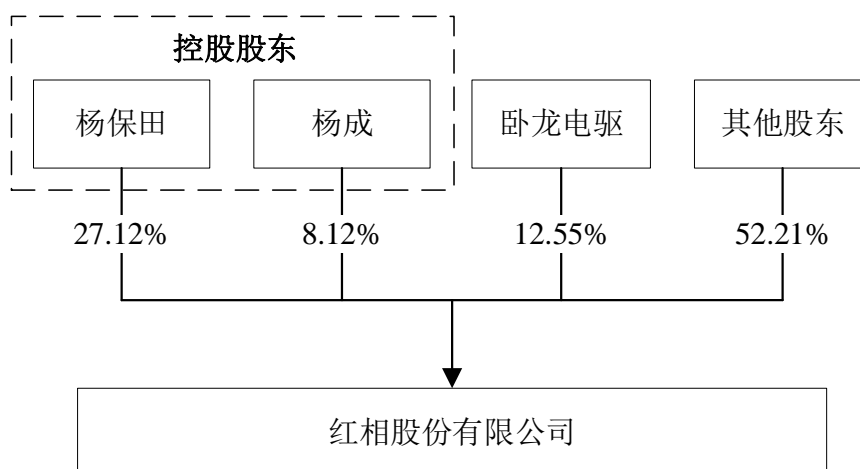 控股股东
杨保田
杨成
卧龙电驱
其他股东
27.12%
8.12%
12.55%
52.21%
红相股份有限公司